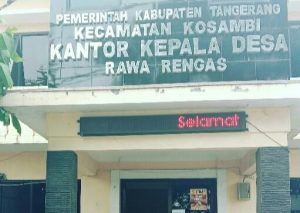 PEMERINTAH KABUPATEN TANGERANG
KECAMATAN KOSAMBI
KANTOR KEPALA DESA
RAWA RENGAS
Selamat